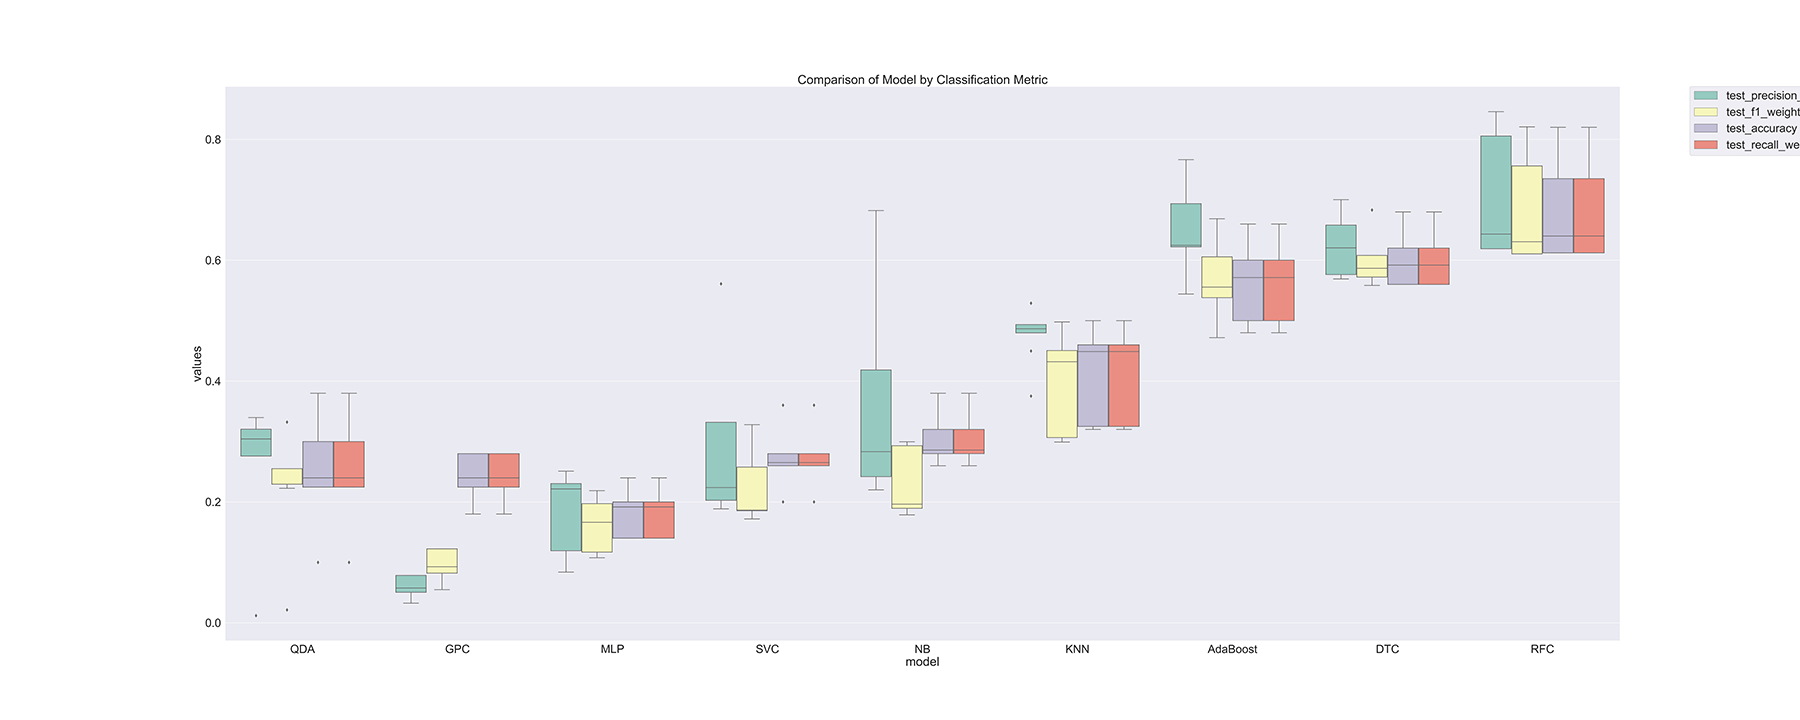 Comparison of Model by Classification Metric
test_precision_
test_f1_weight
test_accuracy
test_recall_we
values
0.8
0.6
0.4
0.2
0.0
QDA GPC MLP SVC NB KNN AdaBoost DTC RFC
model